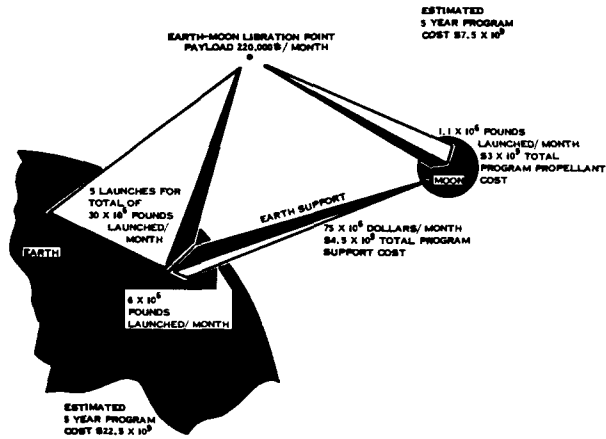 ESTIMATED
5 YEAR PROGRAM
COST $7.5 X 10⁹
EARTH-MOON LIBRATION POINT
PAYLOAD 220,000#/ MONTH
1.1 X 10⁶ POUNDS
LAUNCHED/ MONTH
$3 X 10⁹ TOTAL
PROGRAM PROPELLANT
COST
MOON
5 LAUNCHES FOR
TOTAL OF
30 X 10⁶ POUNDS
LAUNCHED/
MONTH
EARTH SUPPORT
75 X 10⁶ DOLLARS/ MONTH
$4.5 X 10⁹ TOTAL PROGRAM
SUPPORT COST
EARTH
6 X 10⁶
POUNDS
LAUNCHED/ MONTH
ESTIMATED
5 YEAR PROGRAM
COST $22.5 X 10⁹